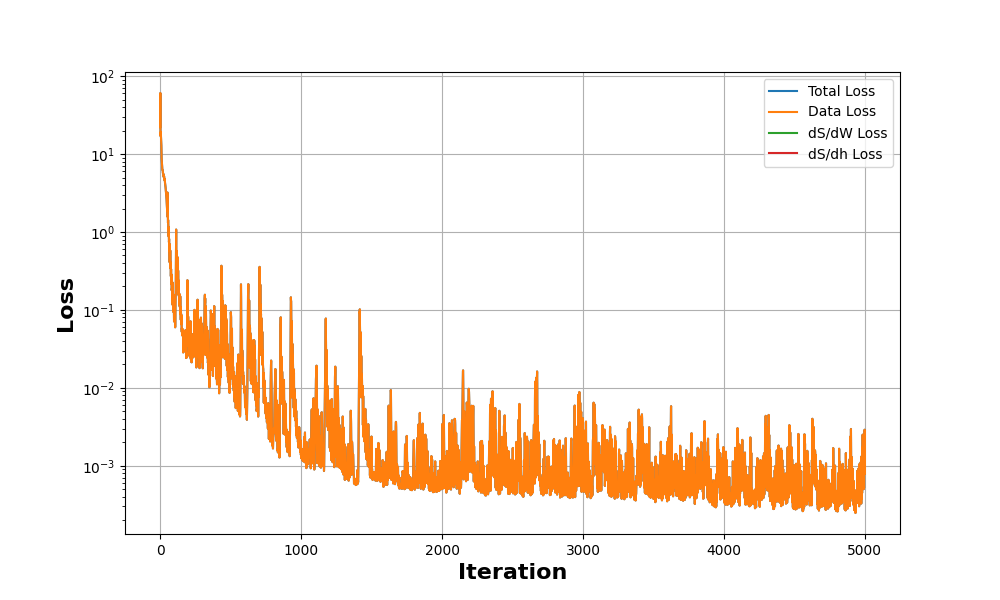 Total Loss
Data Loss
dS/dW Loss
dS/dh Loss
10²
10¹
10⁰
10⁻¹
10⁻²
10⁻³
Loss
0 1000 2000 3000 4000 5000
Iteration